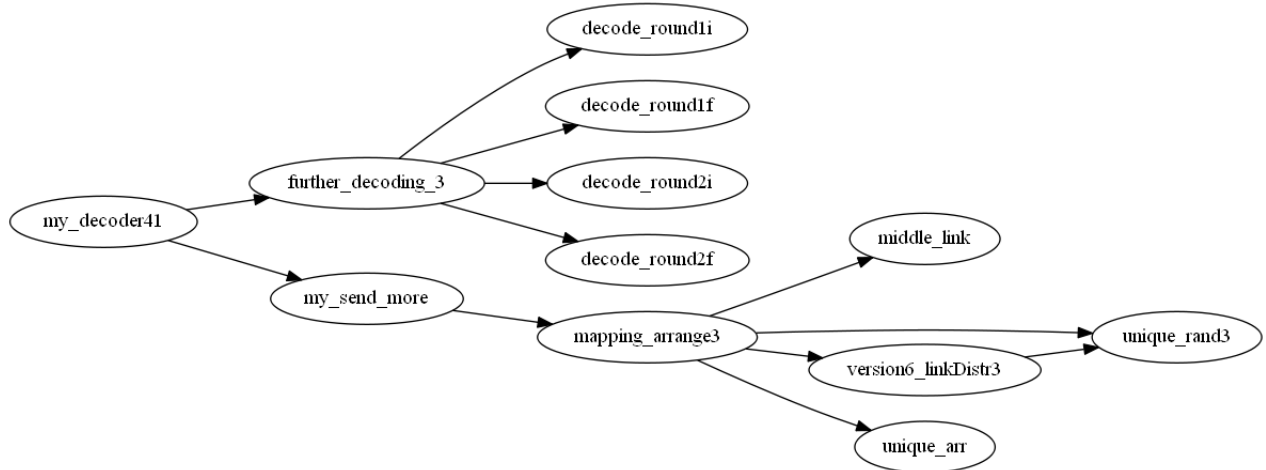 decode_round1i
decode_round1f
further_decoding_3
decode_round2i
my_decoder41
middle_link
decode_round2f
my_send_more
mapping_arrange3
unique_rand3
version6_linkDistr3
unique_arr